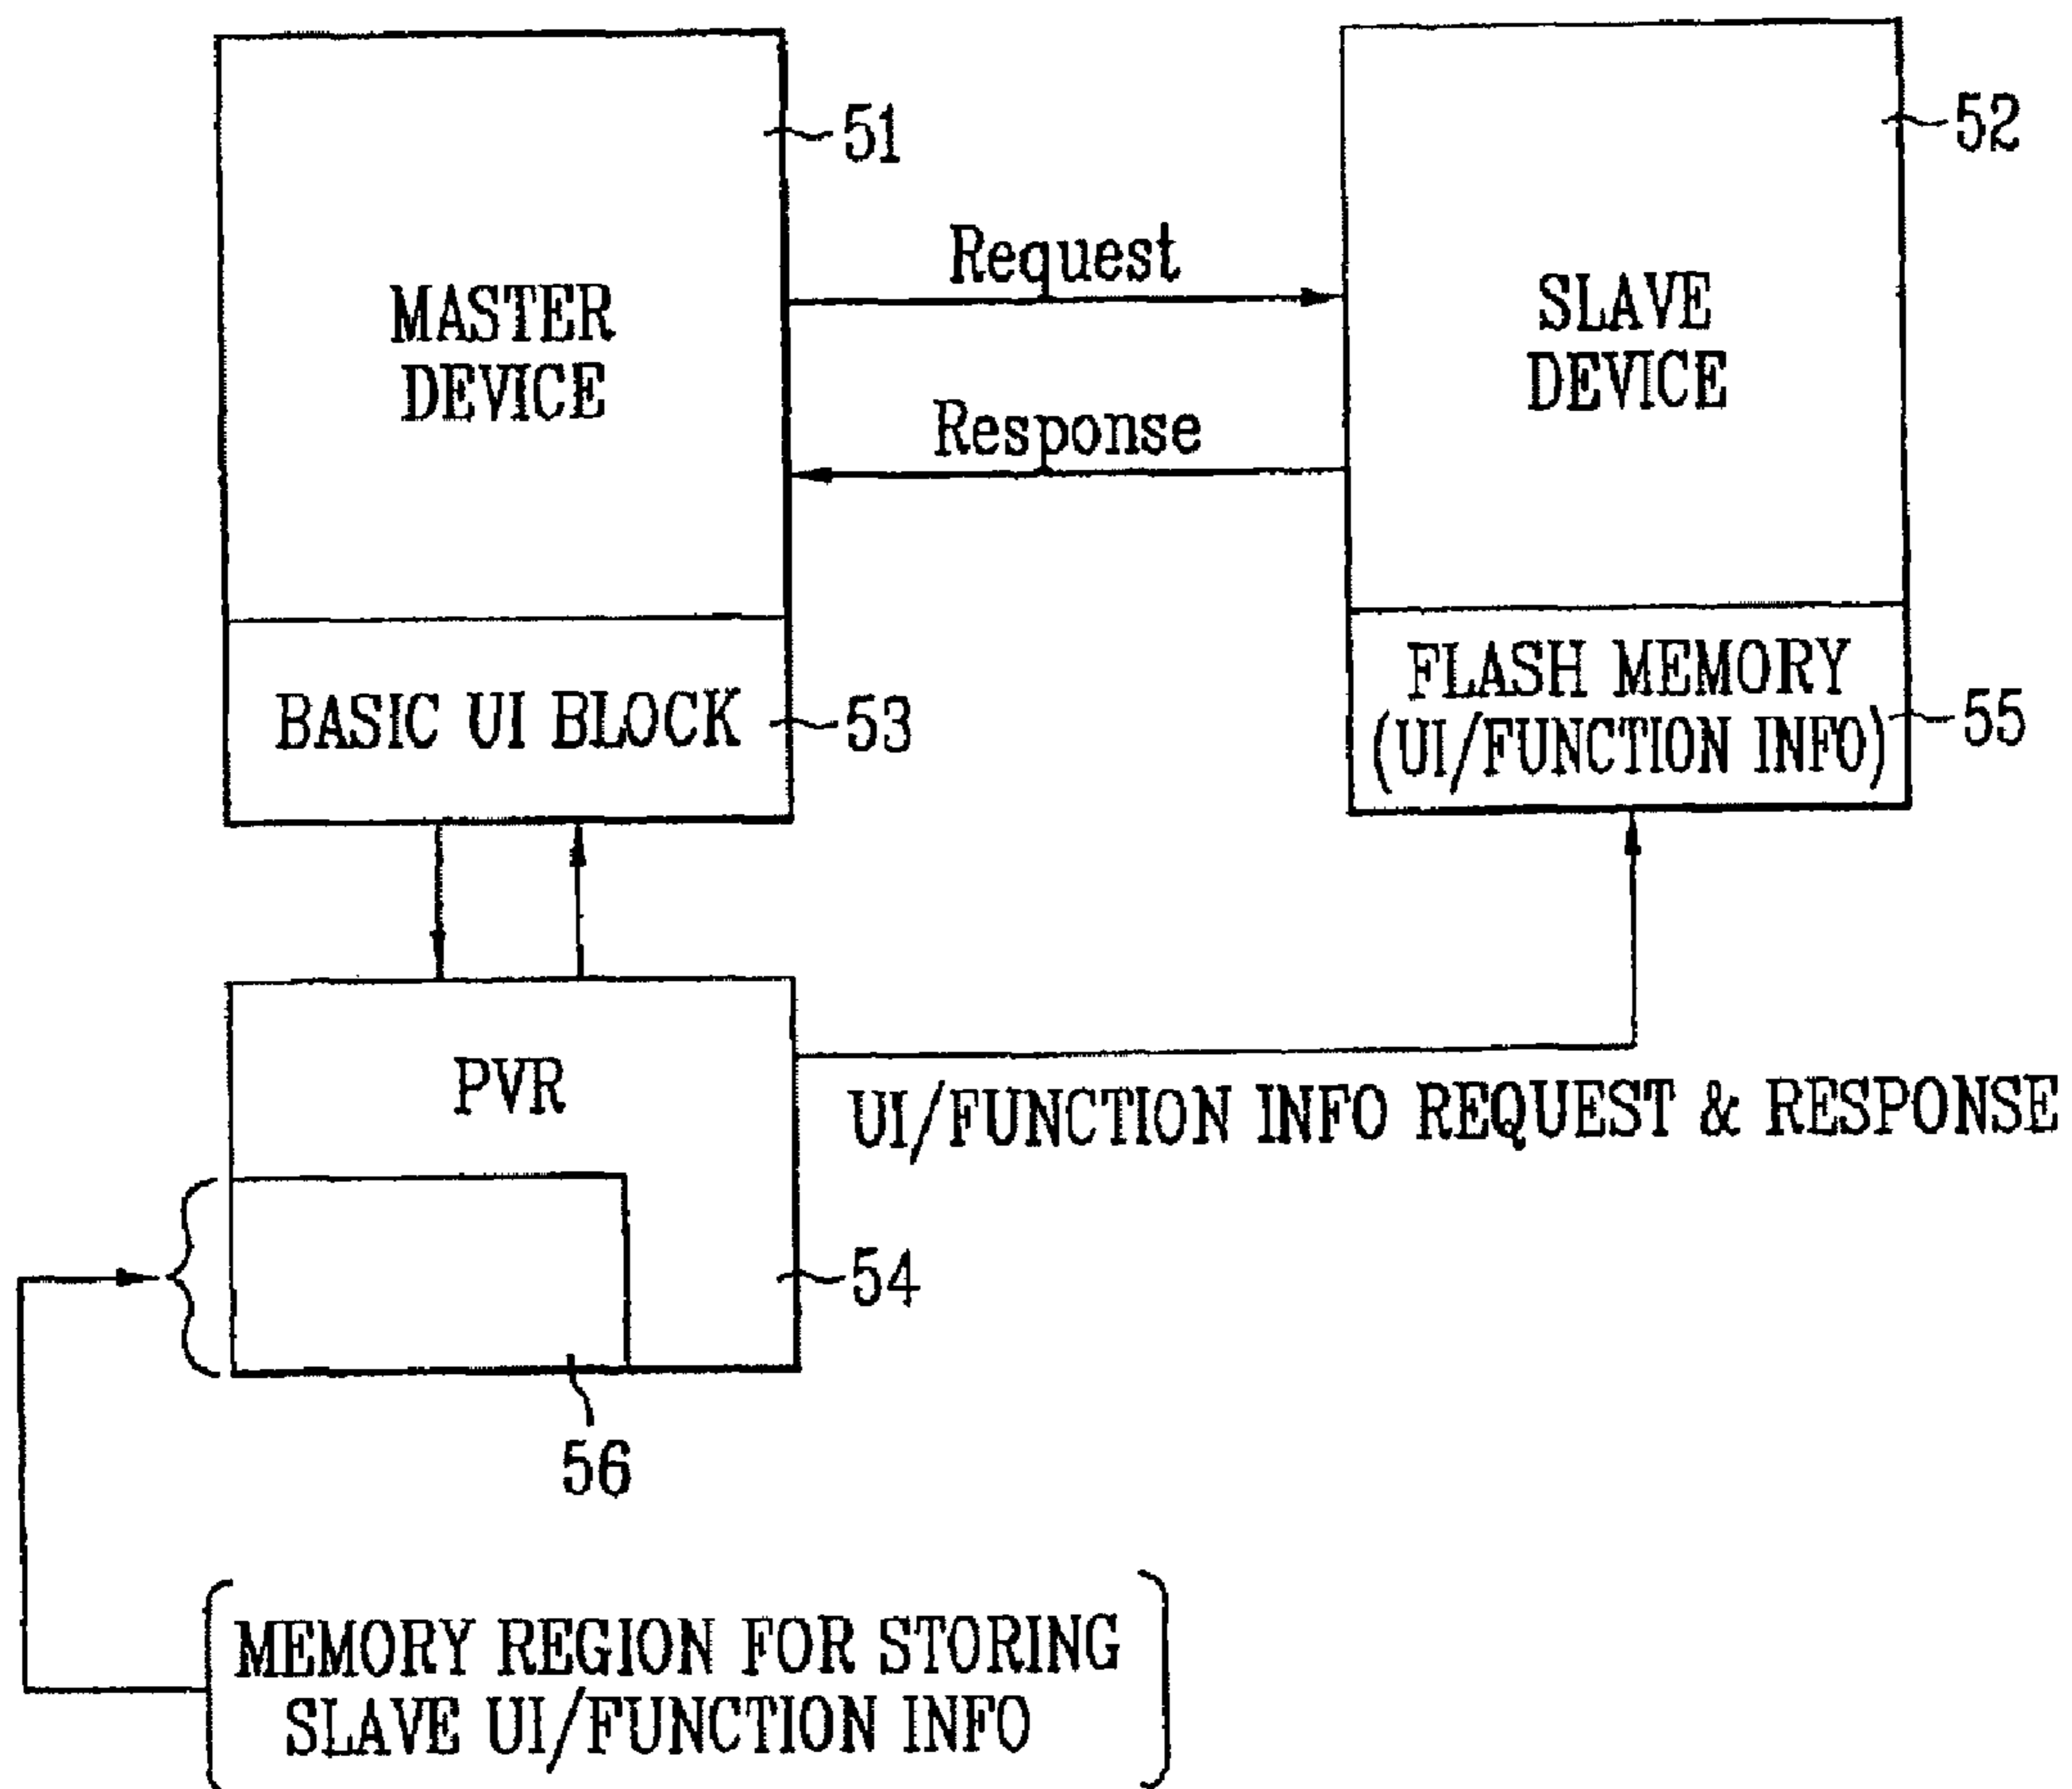 51
52
Request
MASTER
DEVICE
SLAVE
DEVICE
Response
BASIC UI BLOCK
53
FLASH MEMORY
(UI/FUNCTION INFO)
55
PVR
UI/FUNCTION INFO REQUEST & RESPONSE
54
56
MEMORY REGION FOR STORING
SLAVE UI/FUNCTION INFO